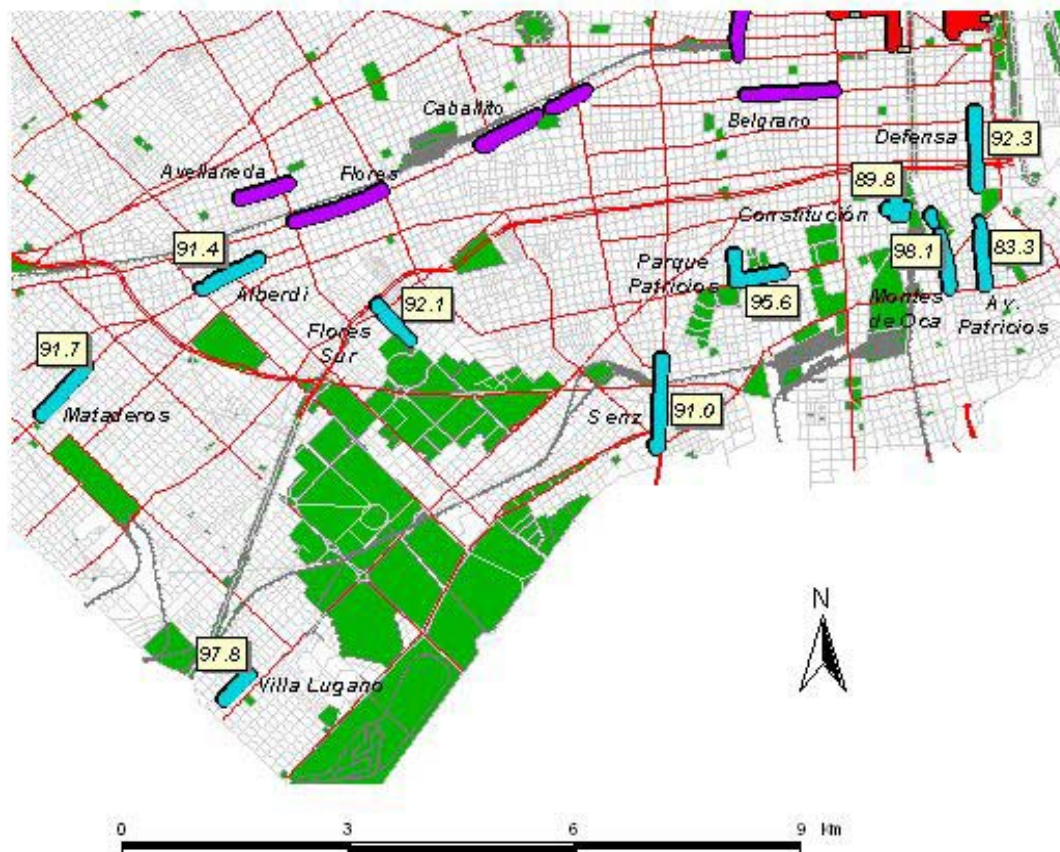 Caballito
Belgrano
Defensa
92.3
Avellaneda
Flores
89.8
Constitución
91.4
Alberdi
98.1
83.3
Parque
Patricios
95.6
Montes
de Oca
Av.
Patricios
92.1
Flores
Sur
91.7
Mataderos
Senz
91.0
N
97.8
Villa Lugano
0 3 6 9 Km